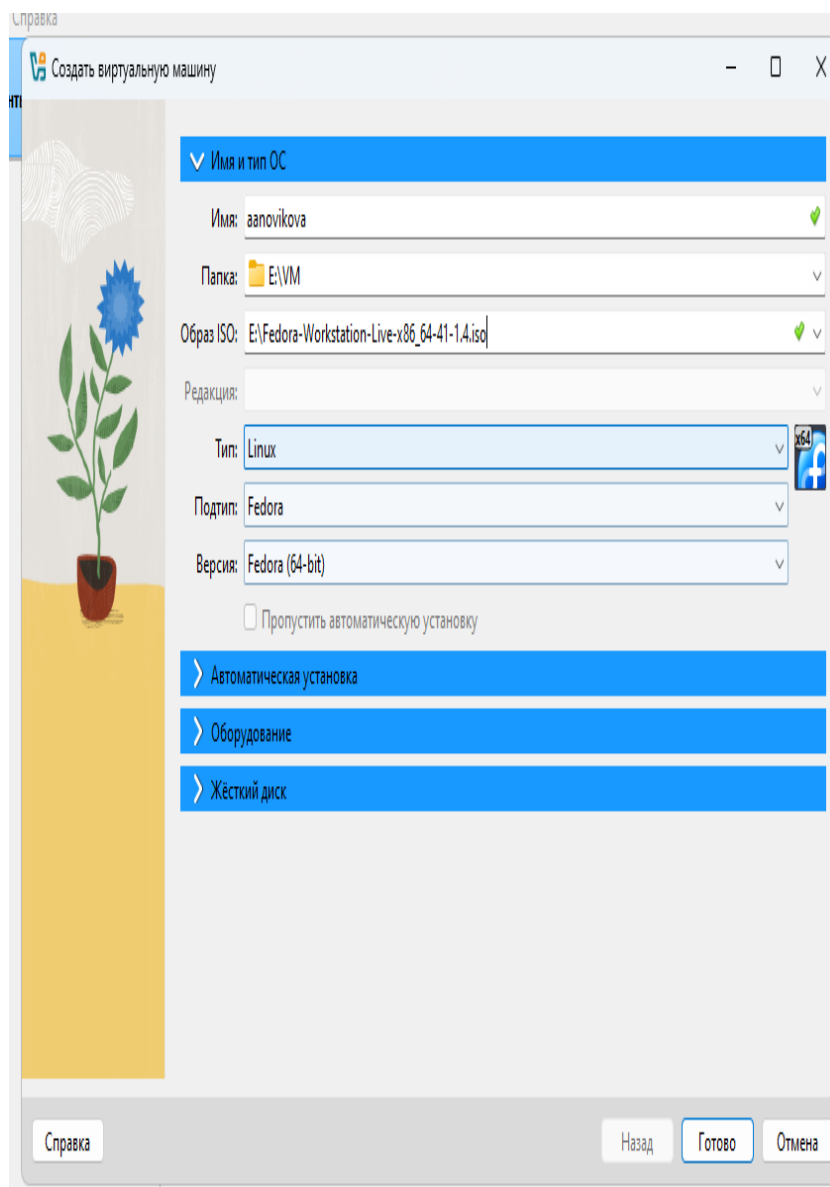 Справка
Создать виртуальную машину
Имя и тип ОС
Имя: aanovikova
Папка: E:\VM
Образ ISO: E:\Fedora-Workstation-Live-x86_64-41-1.4.iso
Редакция:
Тип: Linux
x64
Подтип: Fedora
Версия: Fedora (64-bit)
Пропустить автоматическую установку
Автоматическая установка
Оборудование
Жёсткий диск
Справка Назад Готово Отмена